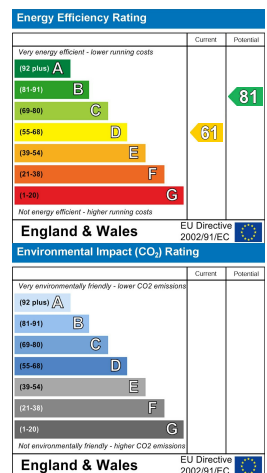 Energy Efficiency Rating
Current Potential
Very energy efficient - lower running costs
(92 plus) A
(81-91) B
81
(69-80) C
(55-68) D
61
(39-54) E
(21-38) F
(1-20) G
Not energy efficient - higher running costs
England & Wales
EU Directive
2002/91/EC
Environmental Impact (CO₂) Rating
Current Potential
Very environmentally friendly - lower CO2 emissions
(92 plus) A
(81-91) B
(69-80) C
(55-68) D
(39-54) E
(21-38) F
(1-20) G
Not environmentally friendly - higher CO2 emissions
England & Wales
EU Directive
2002/91/EC